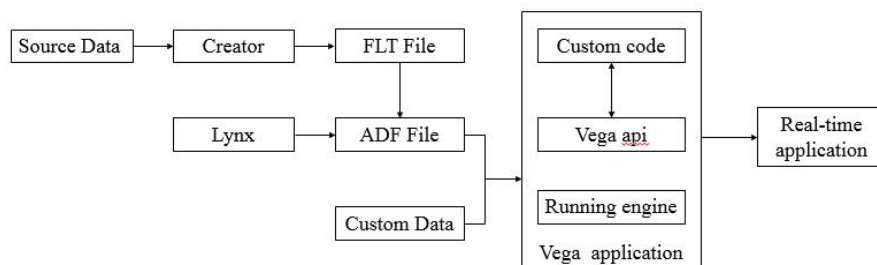 Source Data
Creator
FLT File
Custom code
Lynx
ADF File
Vega api
Real-time
application
Custom Data
Running engine
Vega application